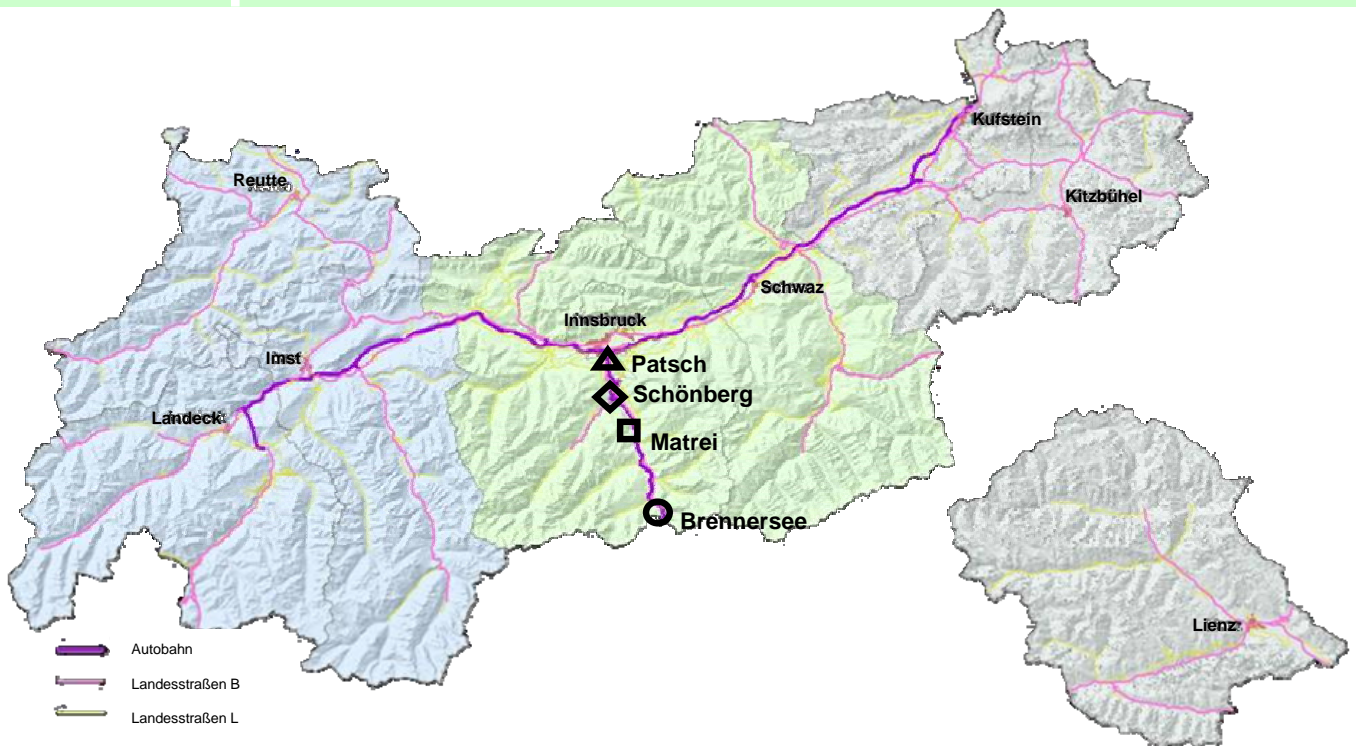 Kufstein
Reutte
Kitzbühel
Schwaz
Innsbruck
Imst
Patsch
Schönberg
Landeck
Matrei
Brennersee
Lienz
Autobahn
Landesstraßen B
Landesstraßen L